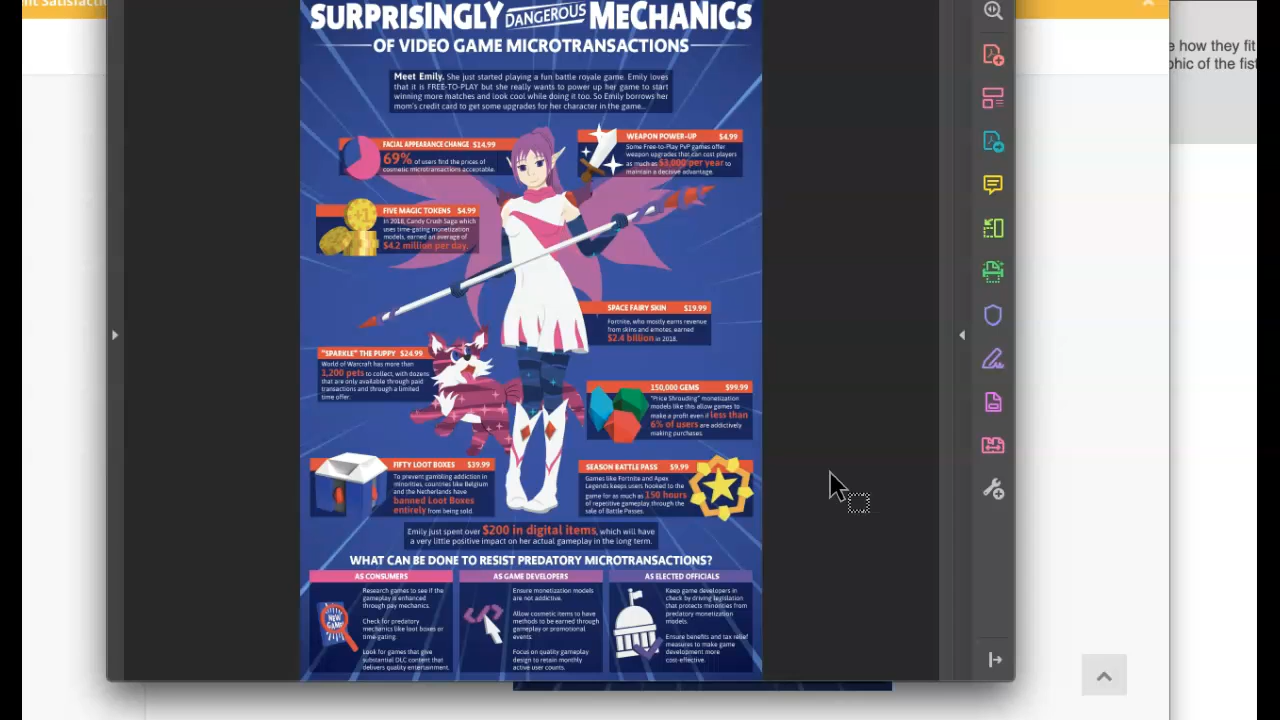 nt Satisfacti
SURPRISINGLY DANGEROUS MECHANICS
OF VIDEO GAME MICROTRANSACTIONS
e how they fit
phic of the fist
Meet Emily. She just started playing a fun battle royale game. Emily loves
that it is FREE-TO-PLAY but she really wants to power up her game to start
winning more matches and look cool while doing it too. So Emily borrows her
mom's credit card to get some upgrades for her character in the game...
FACIAL APPEARANCE CHANGE $14.99
69% of users find the prices of
cosmetic microtransactions acceptable.
WEAPON POWER-UP $4.99
Some Free-to-Play PvP games offer
weapon upgrades that can cost players
as much as $3,000 per year to
maintain a decisive advantage.
FIVE MAGIC TOKENS $4.99
In 2018, Candy Crush Saga which
uses time-gating monetization
models, earned an average of
$4.2 million per day.
SPACE FAIRY SKIN $19.99
Fortnite, who mostly earns revenue
from skins and emotes, earned
$2.4 billion in 2018.
"SPARKLE" THE PUPPY $24.99
World of Warcraft has more than
1,200 pets to collect, with dozens
that are only available through paid
transactions and through a limited
time offer.
150,000 GEMS $99.99
"Price Shrouding" monetization
models like this allow games to
make a profit even if less than
6% of users are addictively
making purchases.
FIFTY LOOT BOXES $39.99
To prevent gambling addiction in
minorities, countries like Belgium
and the Netherlands have
banned Loot Boxes
entirely from being sold.
SEASON BATTLE PASS $9.99
Games like Fortnite and Apex
Legends keeps users hooked to the
game for as much as 150 hours
of repetitive gameplay through the
sale of Battle Passes.
Emily just spent over $200 in digital items, which will have
a very little positive impact on her actual gameplay in the long term.
WHAT CAN BE DONE TO RESIST PREDATORY MICROTRANSACTIONS?
AS CONSUMERS
Research games to see if the
gameplay is enhanced
through pay mechanics.
Check for predatory
mechanics like loot boxes or
time-gating.
Look for games that give
substantial DLC content that
delivers quality entertainment.
NEW GAME
AS GAME DEVELOPERS
Ensure monetization models
are not addictive.
Allow cosmetic items to have
methods to be earned through
gameplay or promotional
events.
Focus on quality gameplay
design to retain monthly
active user counts.
AS ELECTED OFFICIALS
Keep game developers in
check by driving legislation
that protects minorities from
predatory monetization
models.
Ensure benefits and tax relief
measures to make game
development more
cost-effective.